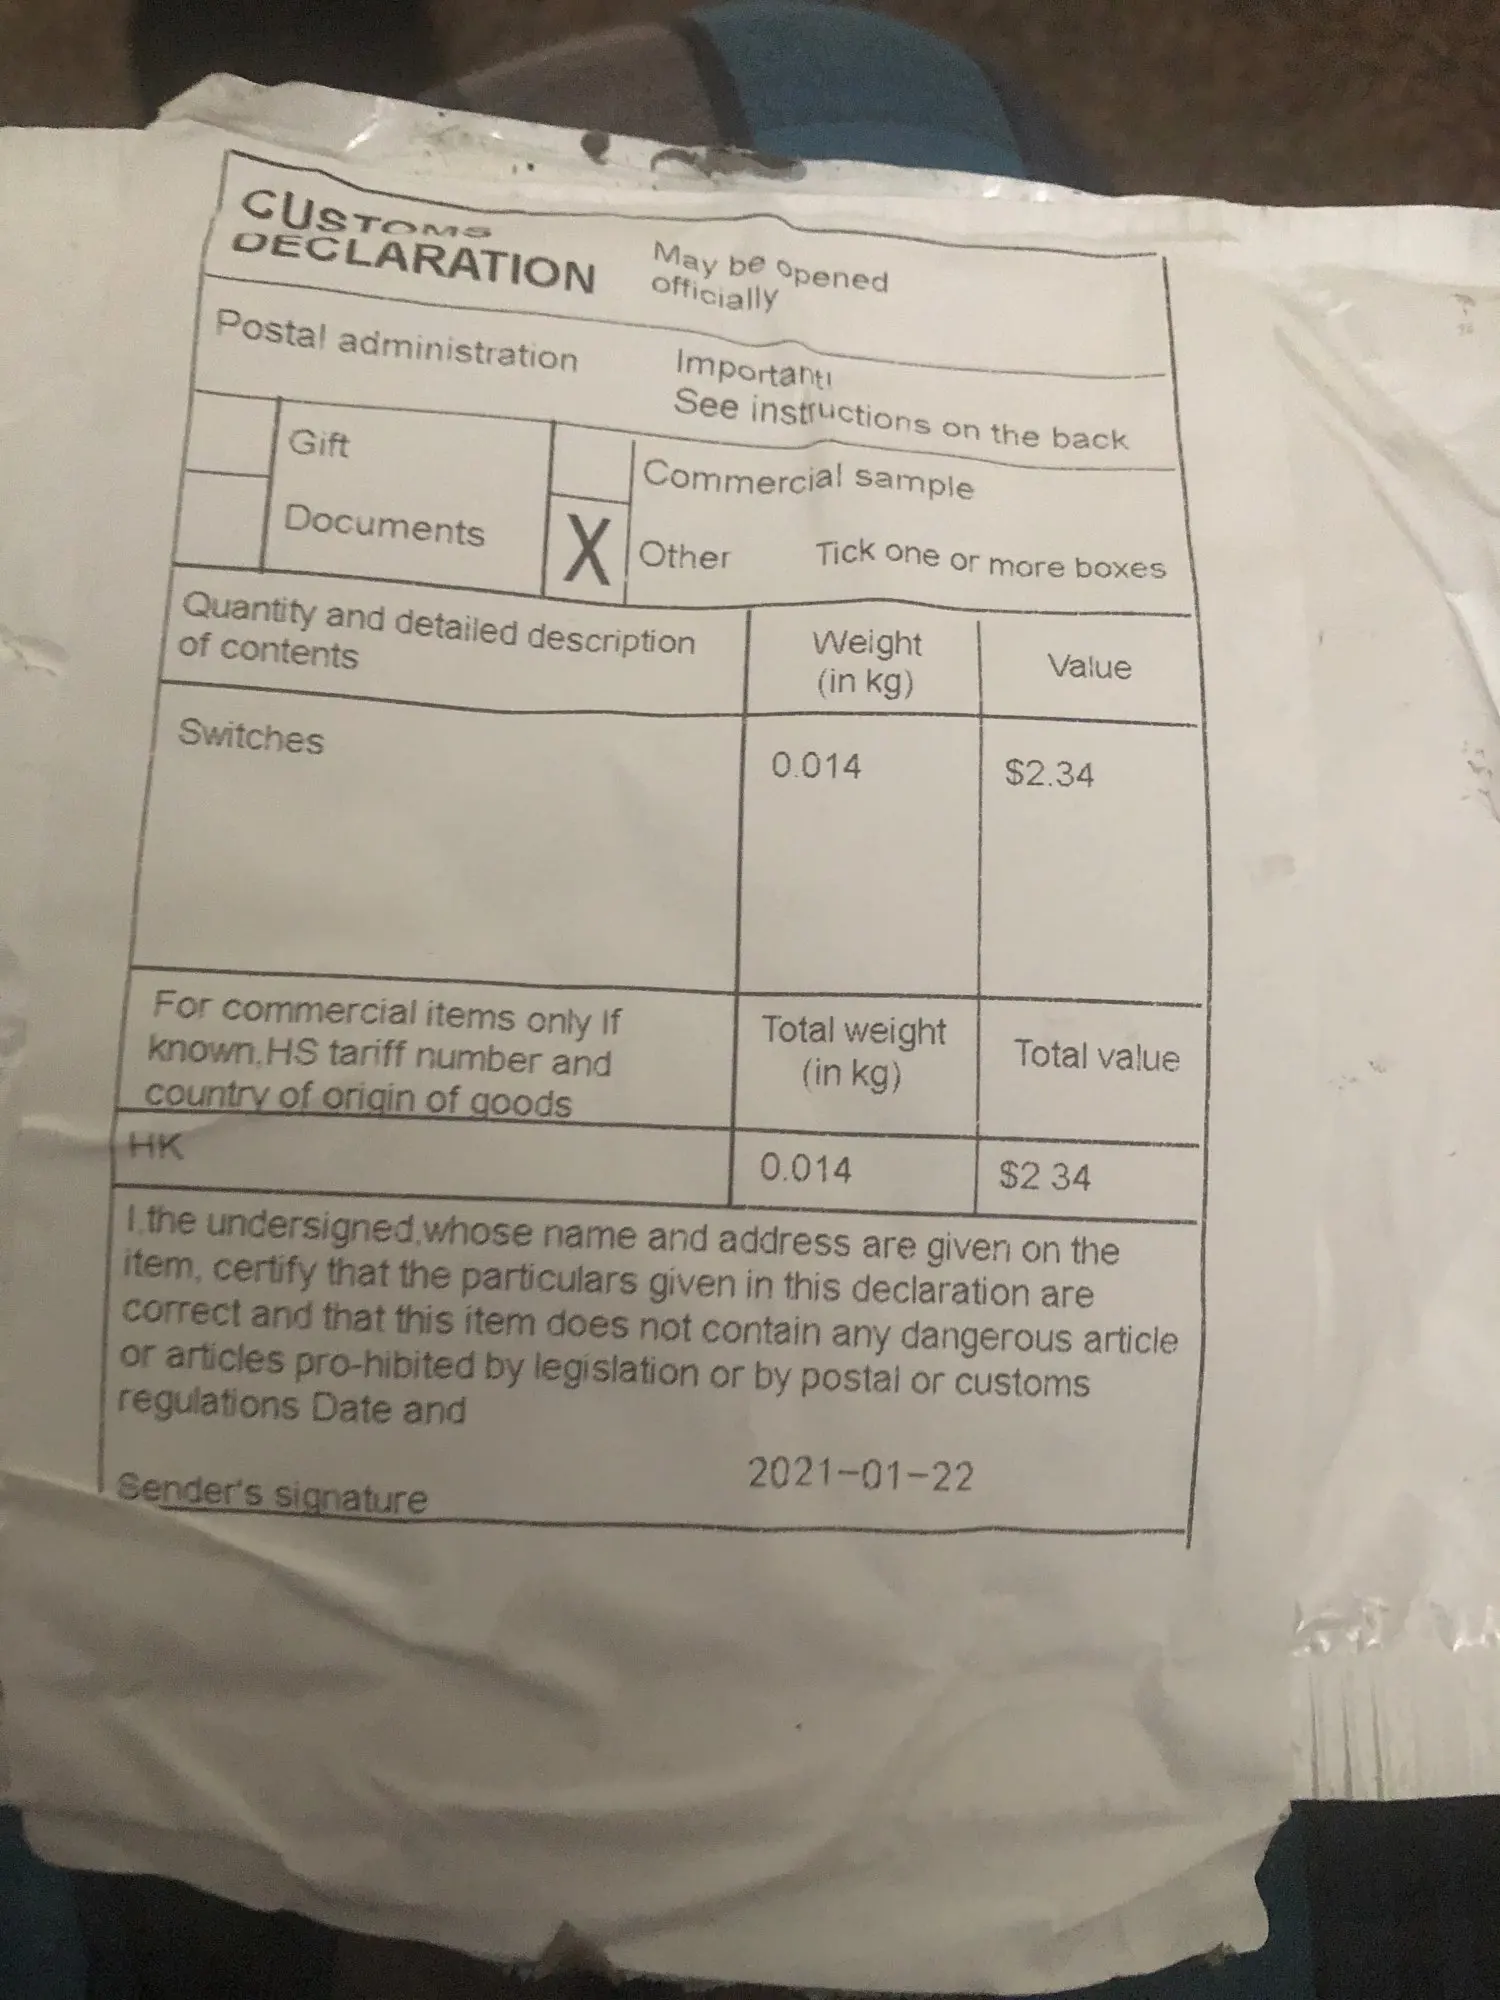 CUSTOMS
DECLARATION
May be opened
officially
Postal administration
Important!
See instructions on the back
Gift
Commercial sample
Documents
X
Other
Tick one or more boxes
Quantity and detailed description
of contents
Weight
(in kg)
Value
Switches
0.014
$2.34
For commercial items only If
known,HS tariff number and
country of origin of goods
Total weight
(in kg)
Total value
HK
0.014
$2 34
I,the undersigned,whose name and address are given on the
item, certify that the particulars given in this declaration are
correct and that this item does not contain any dangerous article
or articles pro-hibited by legislation or by postal or customs
regulations Date and
2021-01-22
Sender's signature